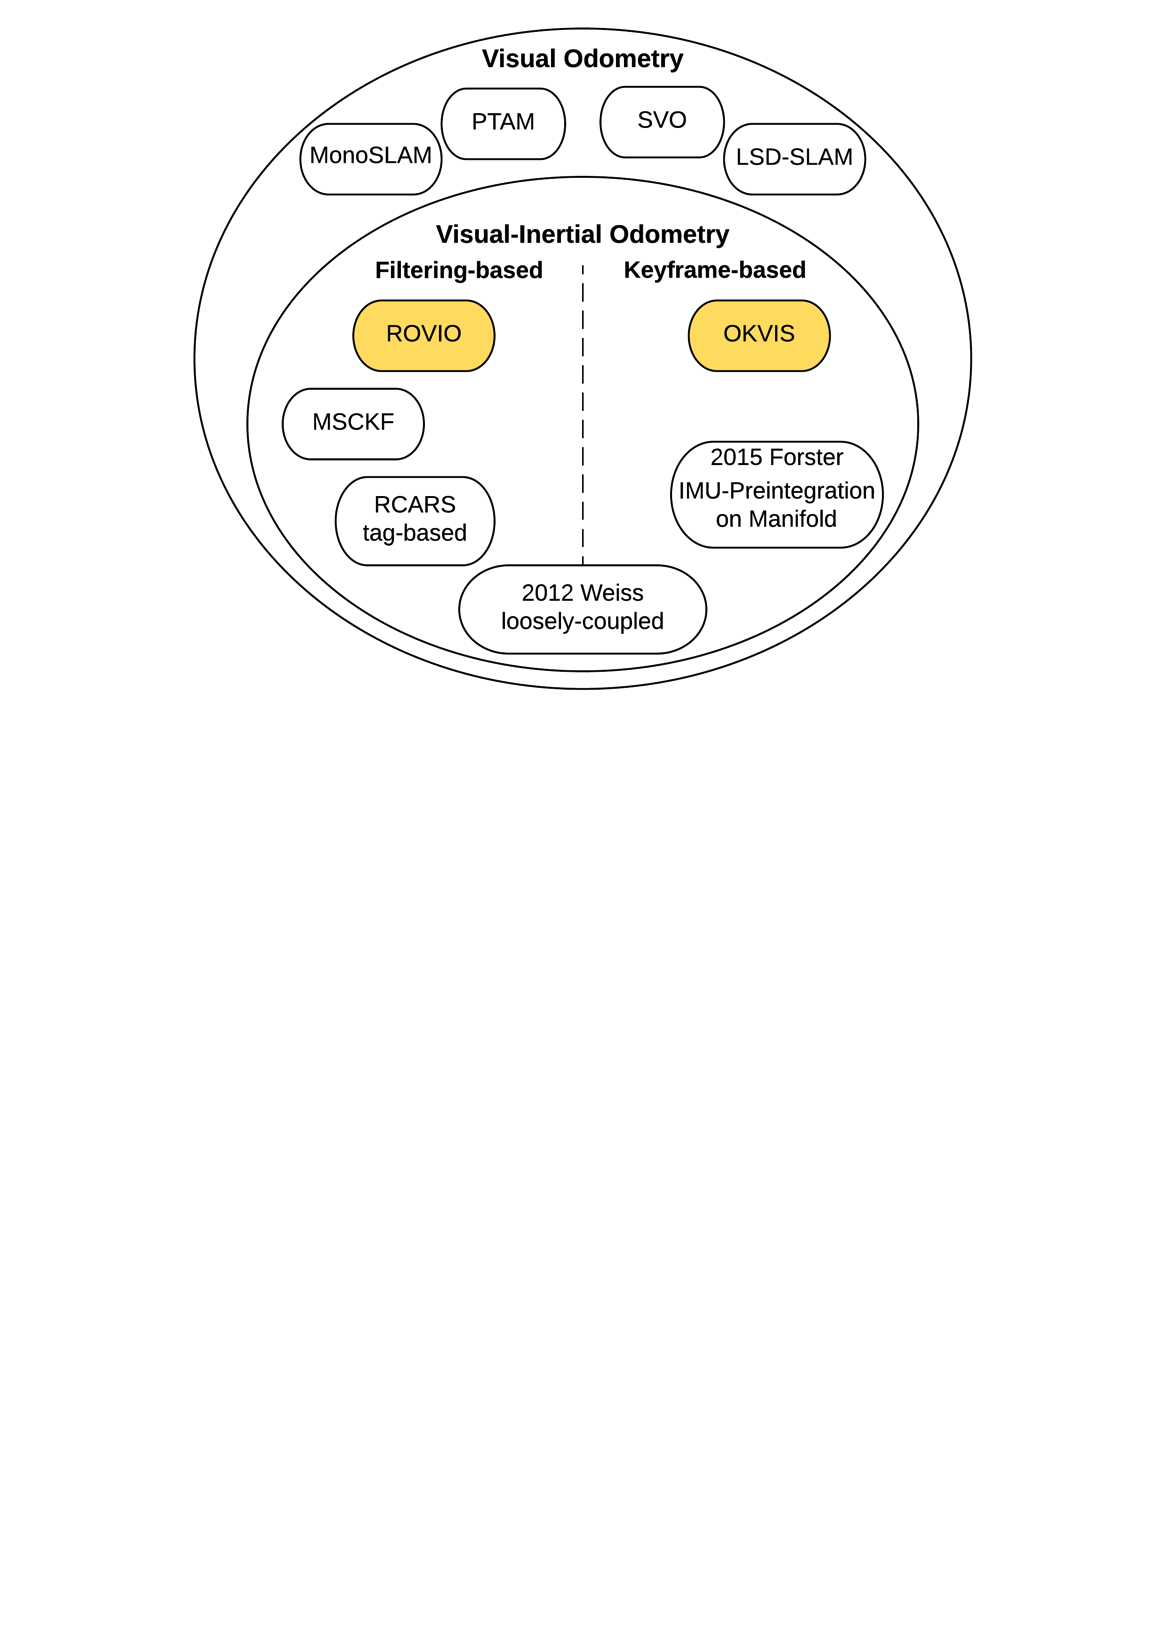 Visual Odometry
PTAM
SVO
MonoSLAM
LSD-SLAM
Visual-Inertial Odometry
Filtering-based
Keyframe-based
ROVIO
OKVIS
MSCKF
2015 Forster
IMU-Preintegration
on Manifold
RCARS
tag-based
2012 Weiss
loosely-coupled